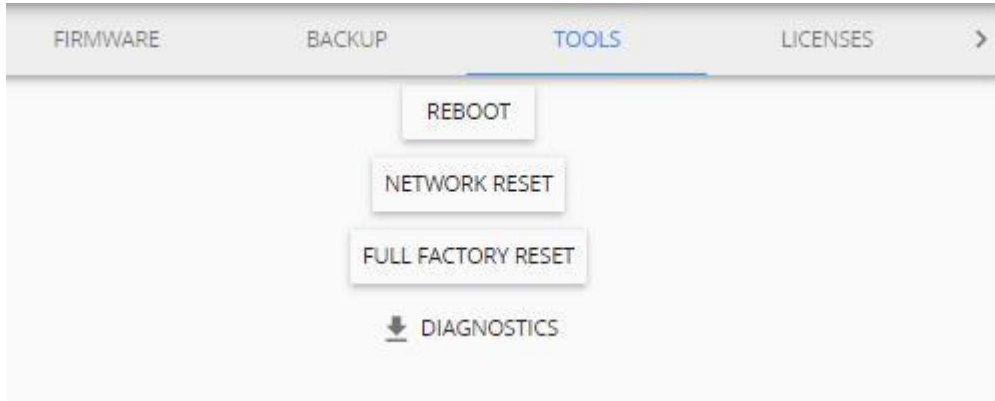 FIRMWARE BACKUP TOOLS LICENSES >
REBOOT
NETWORK RESET
FULL FACTORY RESET
DIAGNOSTICS